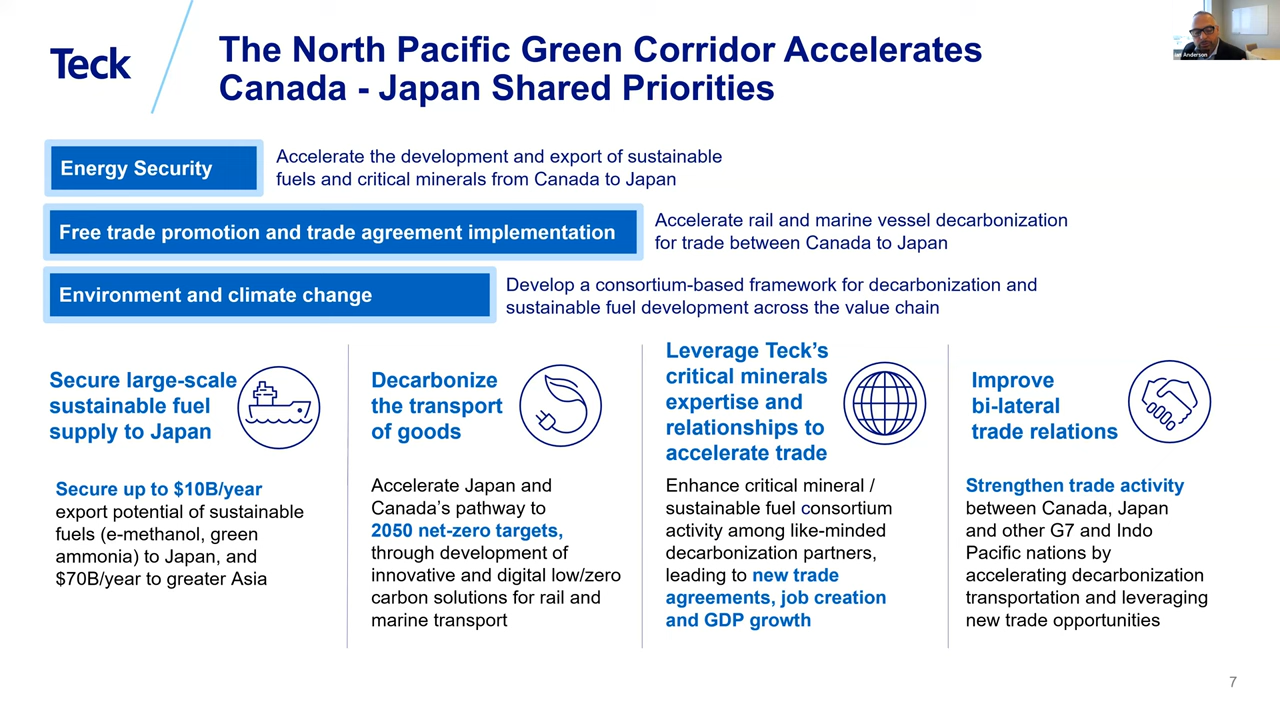 Teck
The North Pacific Green Corridor Accelerates
Canada - Japan Shared Priorities
Anderson
Energy Security
Accelerate the development and export of sustainable
fuels and critical minerals from Canada to Japan
Free trade promotion and trade agreement implementation
Accelerate rail and marine vessel decarbonization
for trade between Canada to Japan
Environment and climate change
Develop a consortium-based framework for decarbonization and
sustainable fuel development across the value chain
Secure large-scale
sustainable fuel
supply to Japan
Secure up to $10B/year
export potential of sustainable
fuels (e-methanol, green
ammonia) to Japan, and
$70B/year to greater Asia
Decarbonize
the transport
of goods
Accelerate Japan and
Canada's pathway to
2050 net-zero targets,
through development of
innovative and digital low/zero
carbon solutions for rail and
marine transport
Leverage Teck's
critical minerals
expertise and
relationships to
accelerate trade
Enhance critical mineral /
sustainable fuel consortium
activity among like-minded
decarbonization partners,
leading to new trade
agreements, job creation
and GDP growth
Improve
bi-lateral
trade relations
Strengthen trade activity
between Canada, Japan
and other G7 and Indo
Pacific nations by
accelerating decarbonization
transportation and leveraging
new trade opportunities
7